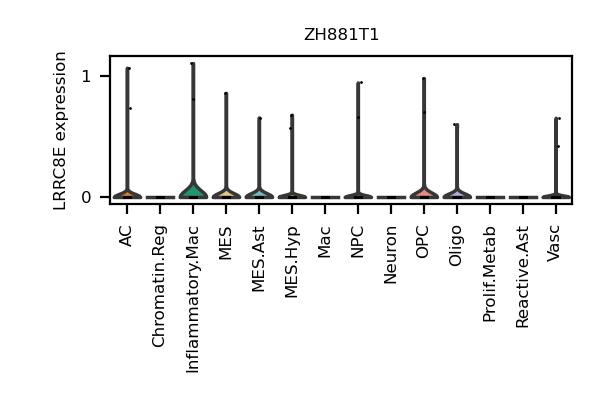 ZH881T1
LRRC8E expression
1
0
AC
Chromatin.Reg
Inflammatory.Mac
MES
MES.Ast
MES.Hyp
Mac
NPC
Neuron
OPC
Oligo
Prolif.Metab
Reactive.Ast
Vasc